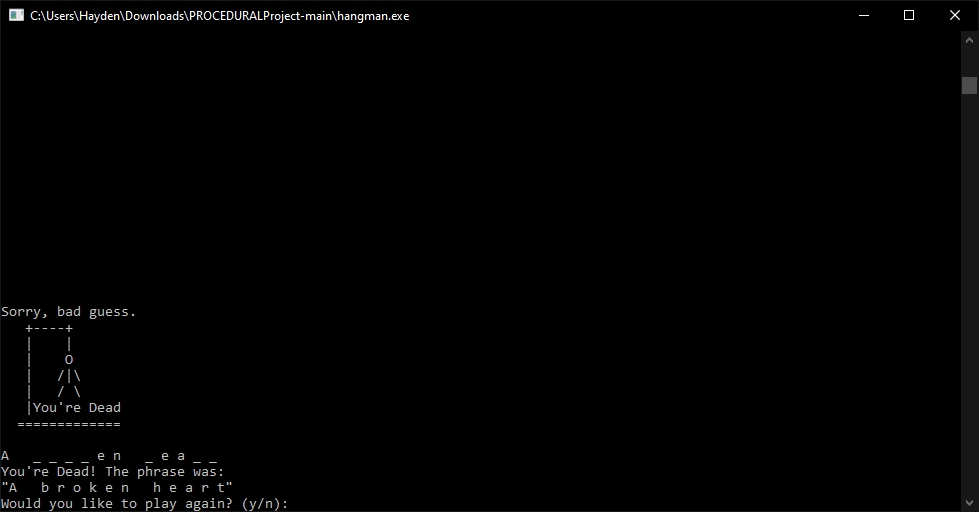 C:\Users\Hayden\Downloads\PROCEDURALProject-main\hangman.exe
Sorry, bad guess.
   +----+
   |    |
   |    O
   |   /|\
   |   / \
   |You're Dead
  =============
A   _ _ _ _ e n   _ e a _ _
You're Dead! The phrase was:
"A   b r o k e n   h e a r t"
Would you like to play again? (y/n):